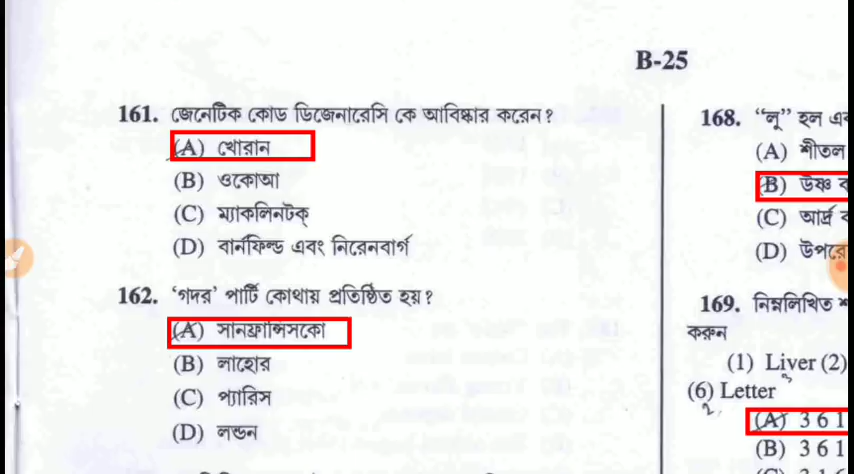 B-25
161. জেনেটিক কোড ডিজেনারেসি কে আবিষ্কার করেন?
(A) খোরান
(B) ওকোআ
(C) ম্যাকলিনটক্
(D) বার্নফিল্ড এবং নিরেনবার্গ
162. ‘গদর’ পার্টি কোথায় প্রতিষ্ঠিত হয়?
(A) সানফ্রান্সিসকো
(B) লাহোর
(C) প্যারিস
(D) লন্ডন
168. “লু” হল
(A) শীতল
(B) উষ্ণ
(C) আর্দ্র
(D)
169. নিম্নলিখিত
করুন
(1) Liver (2)
(6) Letter
(A) 3 6 1
(B) 3 6 1